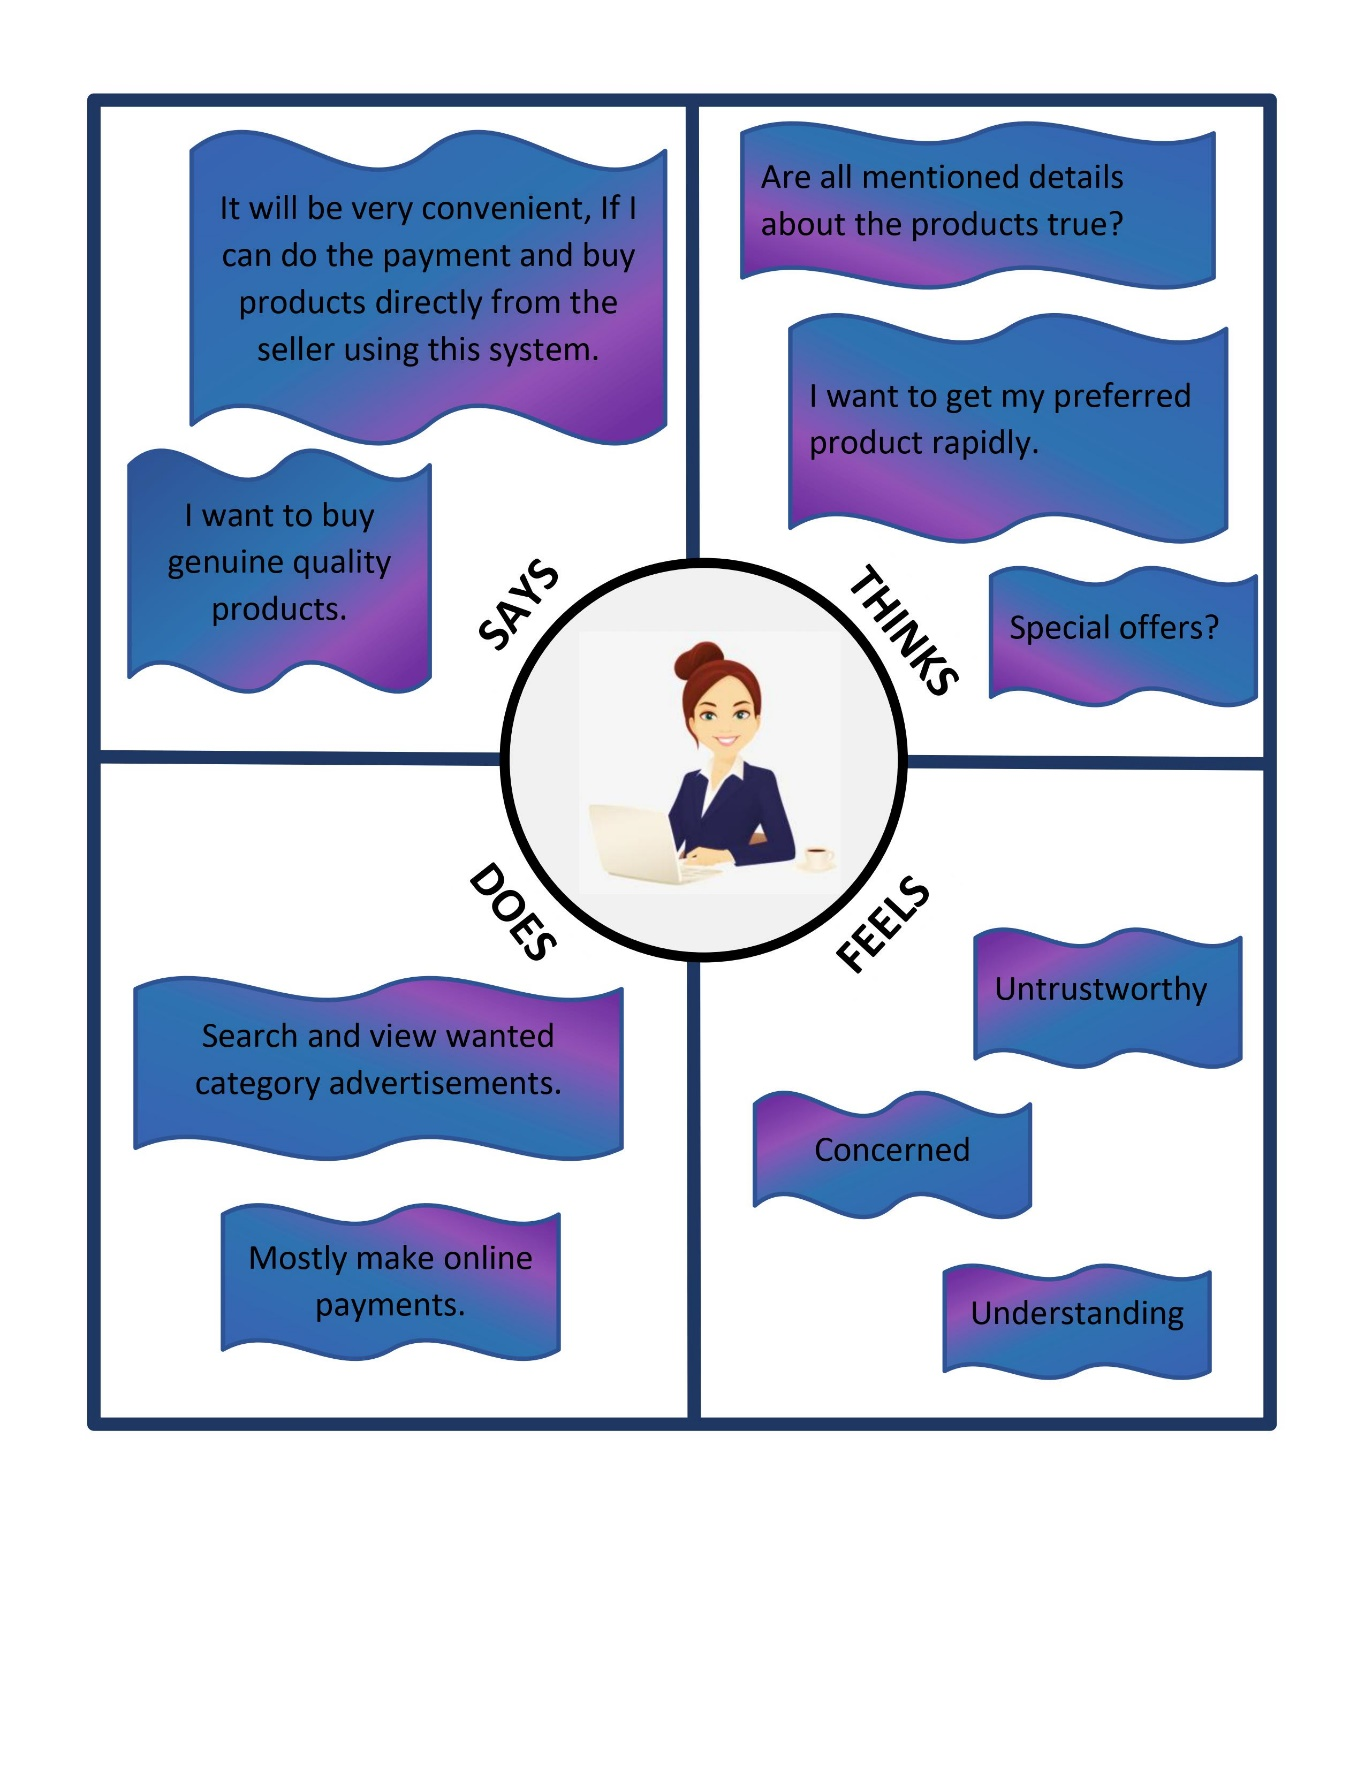 It will be very convenient, If I
can do the payment and buy
products directly from the
seller using this system.
I want to buy
genuine quality
products.
SAYS
Are all mentioned details
about the products true?
I want to get my preferred
product rapidly.
Special offers?
THINKS
DOES
Search and view wanted
category advertisements.
Mostly make online
payments.
FEELS
Untrustworthy
Concerned
Understanding